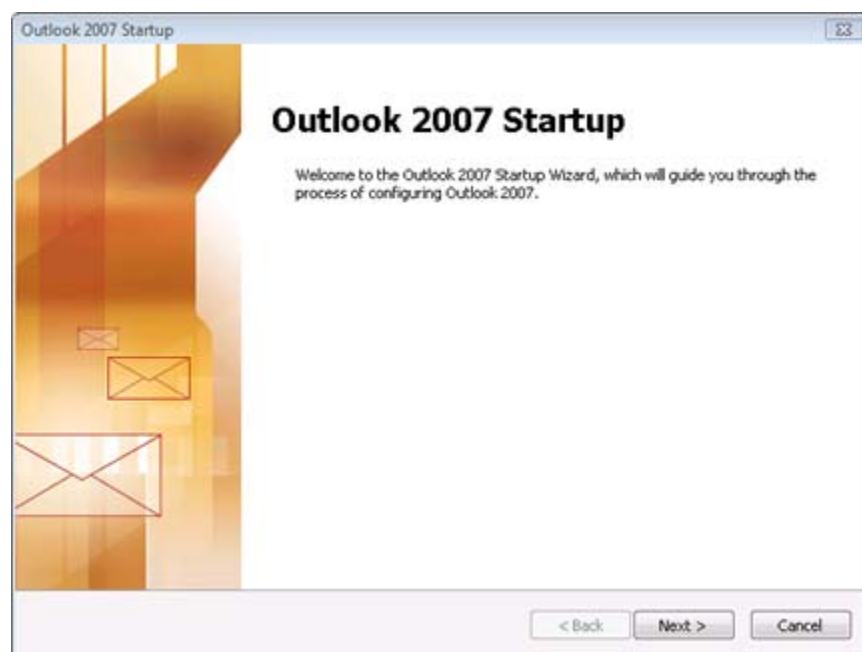 Outlook 2007 Startup
Outlook 2007 Startup
Welcome to the Outlook 2007 Startup Wizard, which will guide you through the
process of configuring Outlook 2007.
< Back
Next >
Cancel